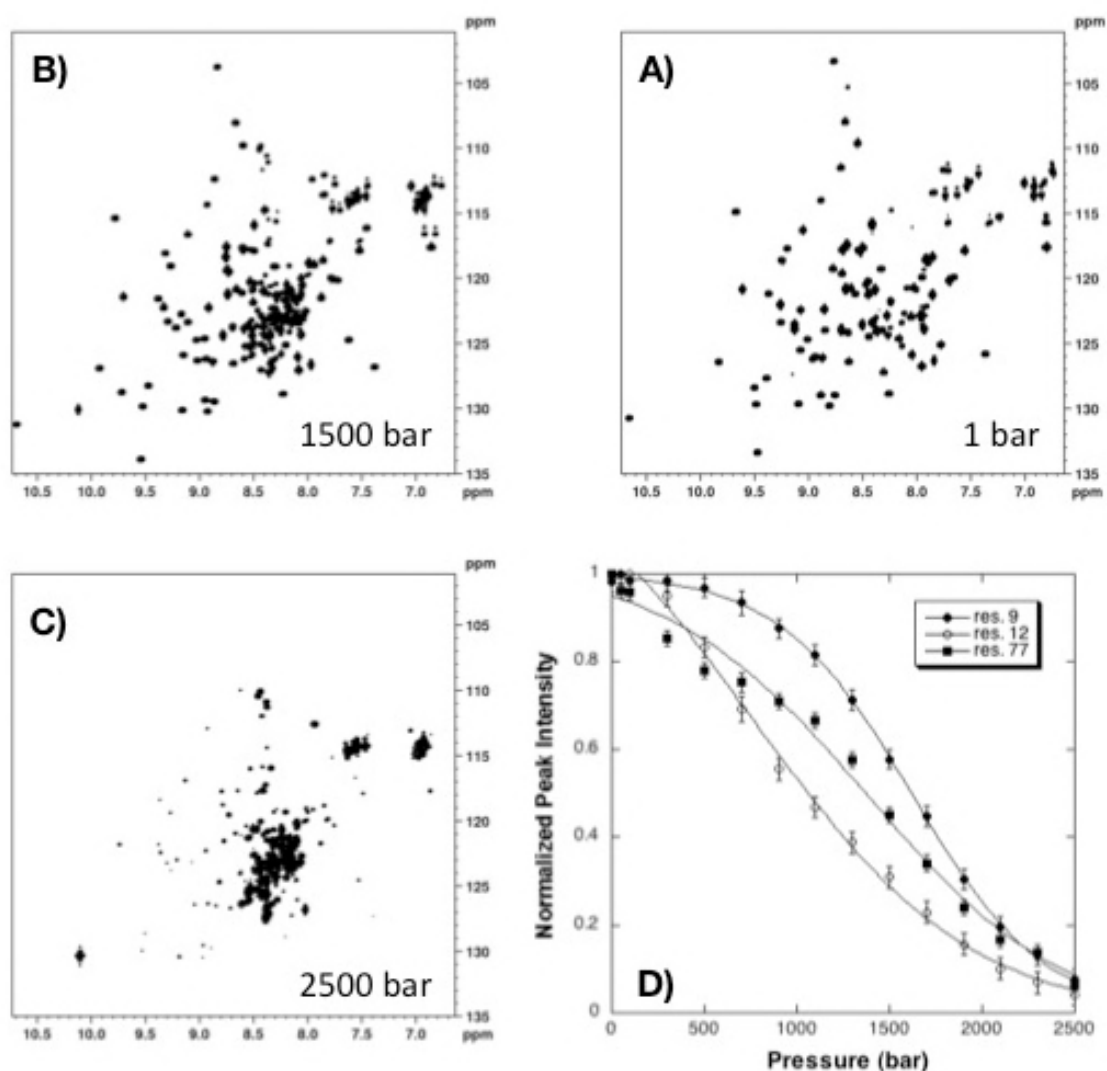 ppm
B)
105
110
115
120
125
130
135
1500 bar
10.5 10.0 9.5 9.0 8.5 8.0 7.5 7.0 ppm
ppm
A)
105
110
115
120
125
130
135
1 bar
10.5 10.0 9.5 9.0 8.5 8.0 7.5 7.0 ppm
ppm
C)
105
110
115
120
125
130
135
2500 bar
10.5 10.0 9.5 9.0 8.5 8.0 7.5 7.0 ppm
Normalized Peak Intensity
1
0.8
0.6
0.4
0.2
0
res. 9
res. 12
res. 77
D)
0 500 1000 1500 2000 2500
Pressure (bar)